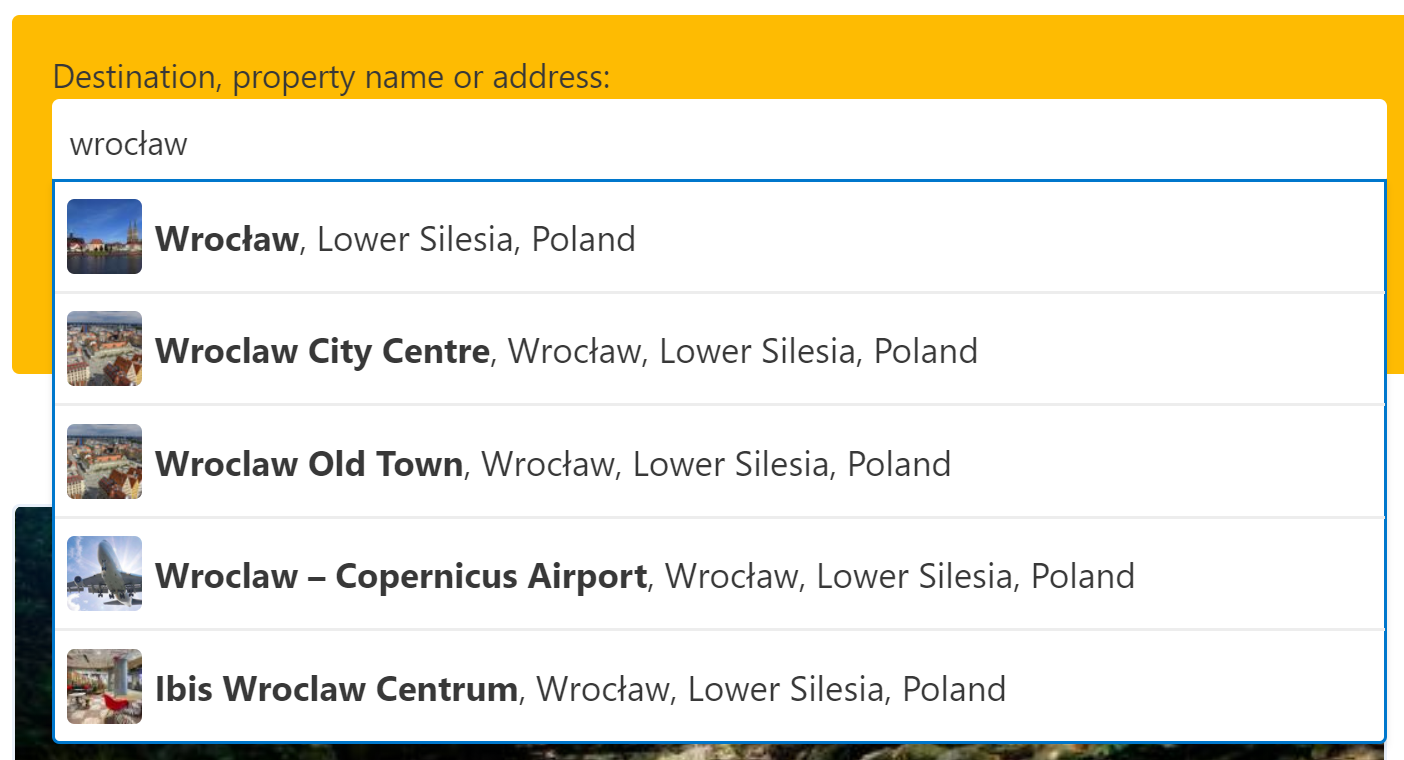 Destination, property name or address:
wrocław
Wrocław, Lower Silesia, Poland
Wroclaw City Centre, Wrocław, Lower Silesia, Poland
Wroclaw Old Town, Wrocław, Lower Silesia, Poland
Wroclaw – Copernicus Airport, Wrocław, Lower Silesia, Poland
Ibis Wroclaw Centrum, Wrocław, Lower Silesia, Poland